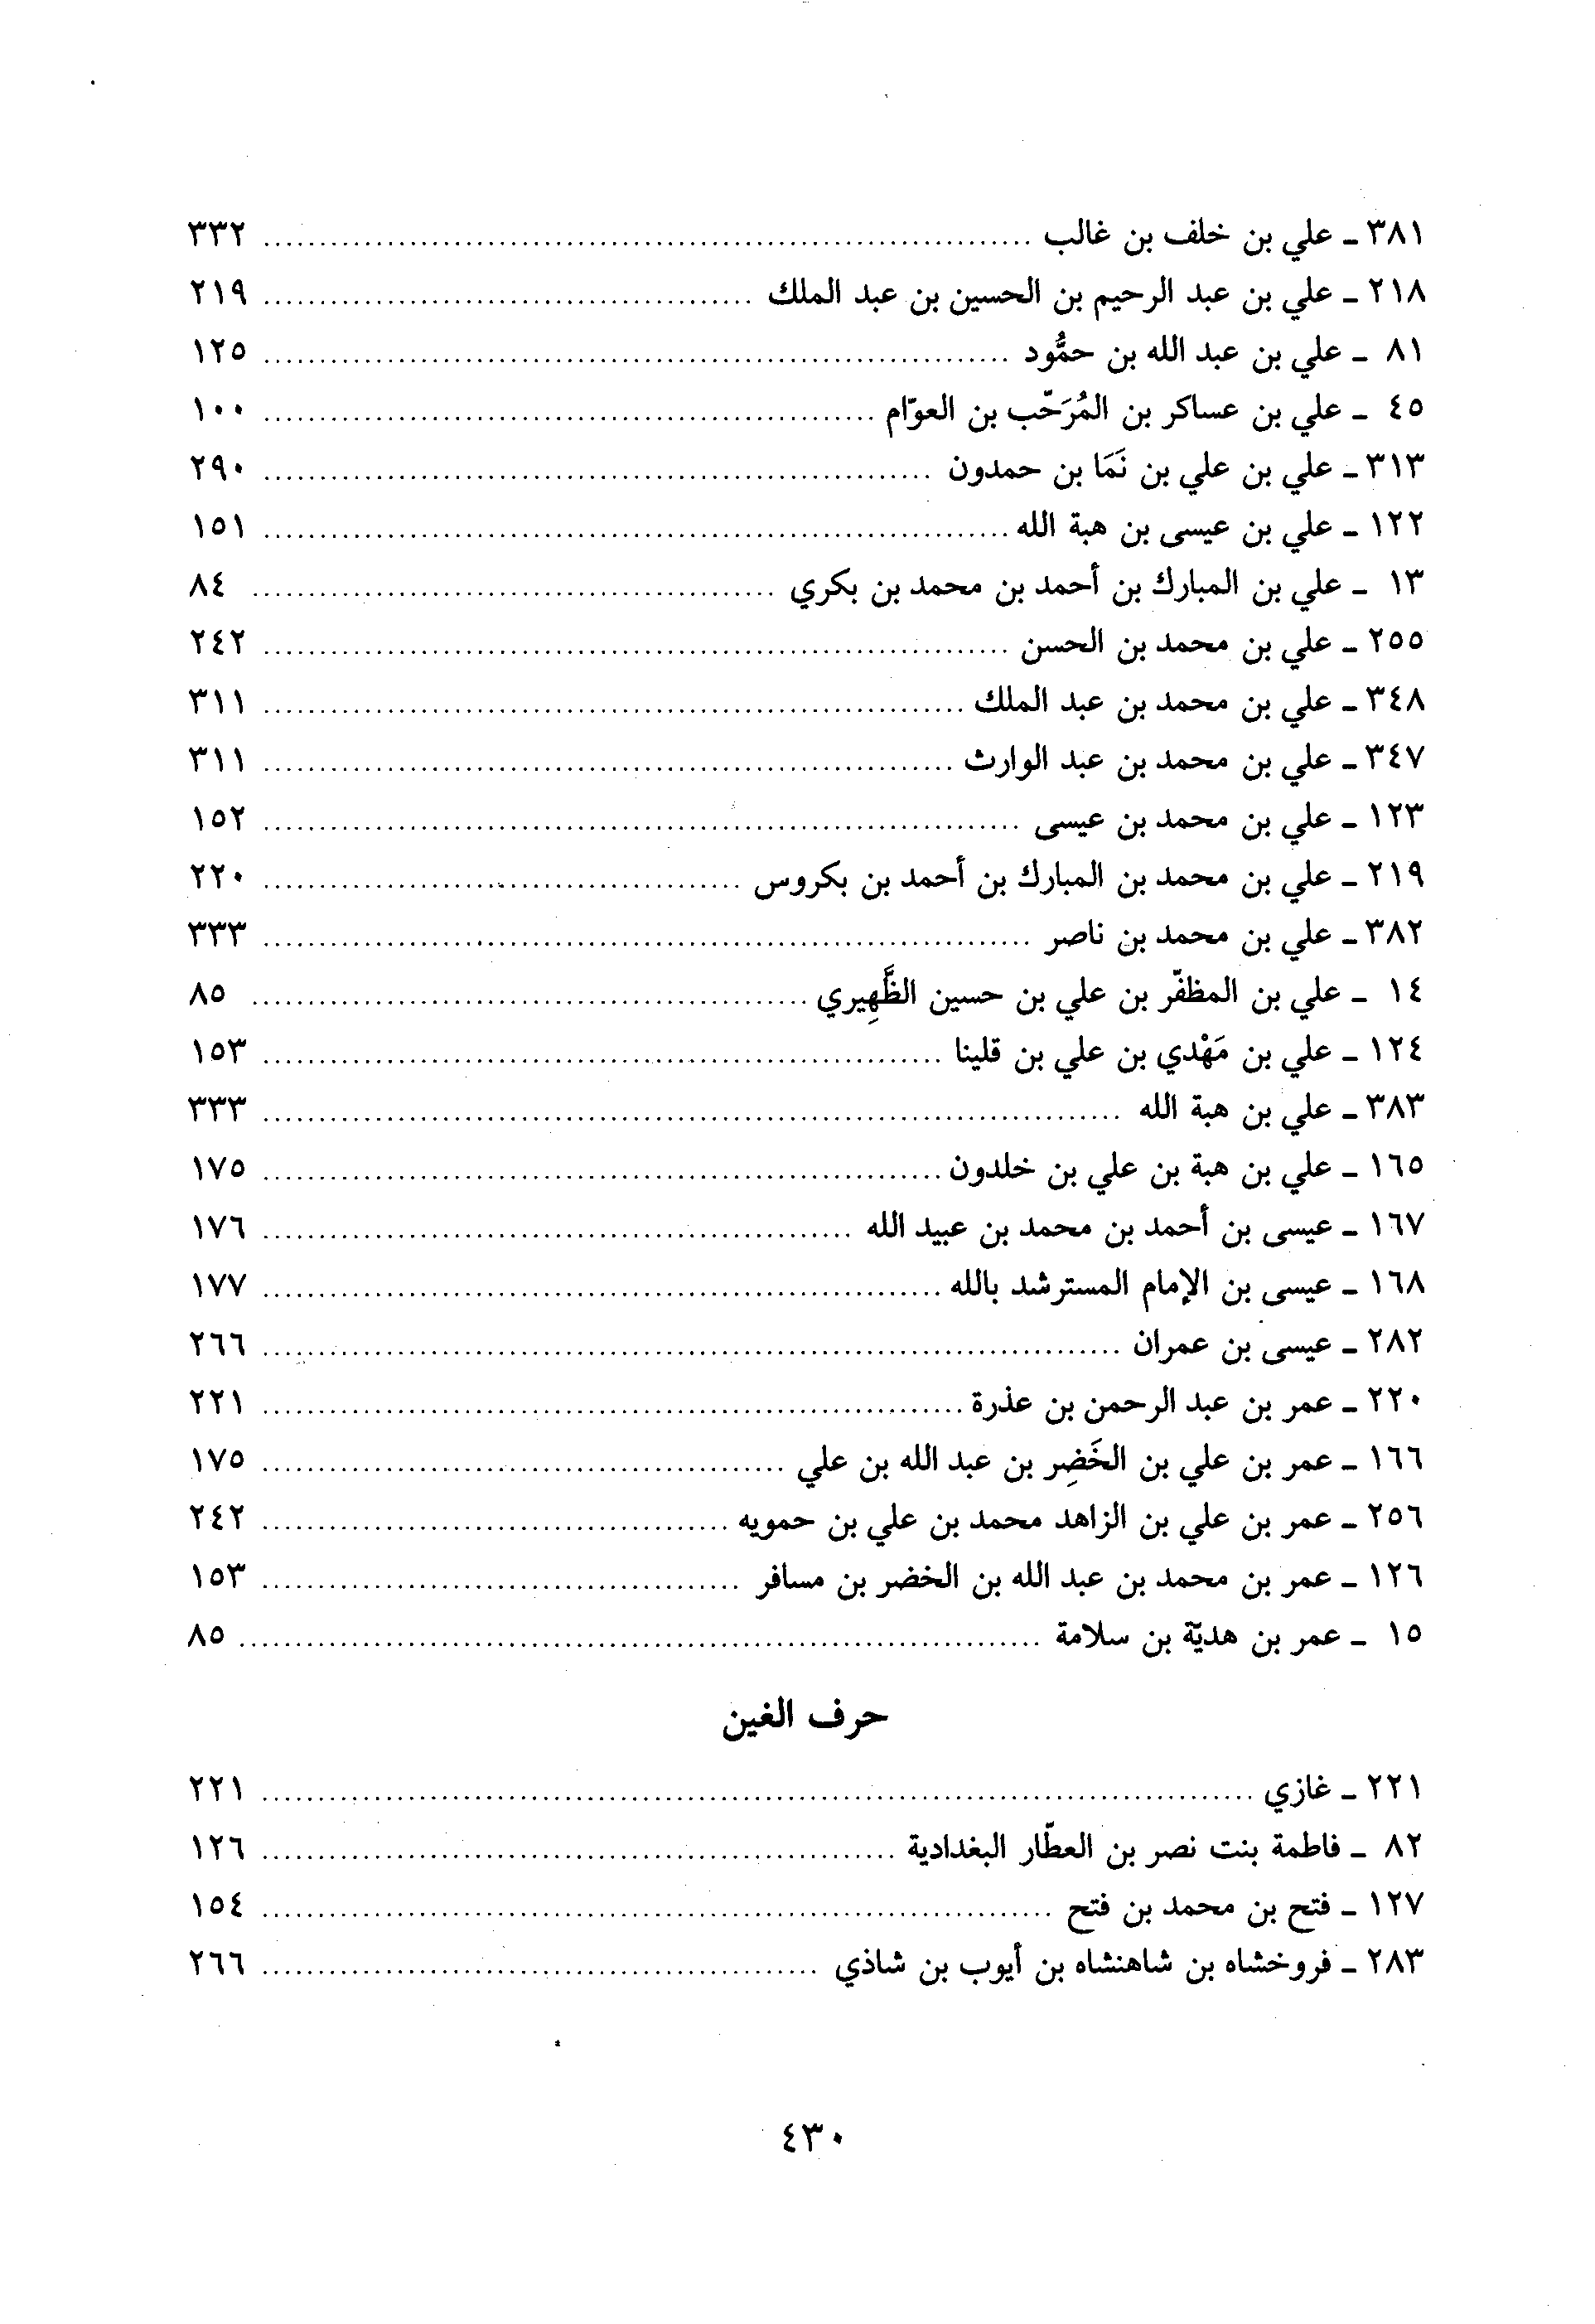 ٣٨١ ـ علي بن خلف بن غالب ........................ ٣٣٢
٢١٨ ـ علي بن عبد الرحيم بن الحسين بن عبد الملك ........................ ٢١٩
٨١ ـ علي بن عبد الله بن حمُّود ........................ ١٢٥
٤٥ ـ علي بن عساكر بن المُرَحّب بن العوّام ........................ ١٠٠
٣١٣ ـ علي بن علي بن نَمَا بن حمدون ........................ ٢٩٠
١٢٢ ـ علي بن عيسى بن هبة الله ........................ ١٥١
١٣ ـ علي بن المبارك بن أحمد بن محمد بن بكري ........................ ٨٤
٢٥٥ ـ علي بن محمد بن الحسن ........................ ٢٤٢
٣٤٨ ـ علي بن محمد بن عبد الملك ........................ ٣١١
٣٤٧ ـ علي بن محمد بن عبد الوارث ........................ ٣١١
١٢٣ ـ علي بن محمد بن عيسى ........................ ١٥٢
٢١٩ ـ علي بن محمد بن المبارك بن أحمد بن بكروس ........................ ٢٢٠
٣٨٢ ـ علي بن محمد بن ناصر ........................ ٣٣٣
١٤ ـ علي بن المظفّر بن علي بن حسين الظَّهِيري ........................ ٨٥
١٢٤ ـ علي بن مَهْدي بن علي بن قلينا ........................ ١٥٣
٣٨٣ ـ علي بن هبة الله ........................ ٣٣�
١٦٥ ـ علي بن هبة بن علي بن خلدون ........................ ١٧٥
١٦٧ ـ عيسى بن أحمد بن محمد بن عبيد الله ........................ ١٧٦
١٦٨ ـ عيسى بن الإمام المسترشد بالله ........................ ١٧٧
٢٨٢ ـ عيسى بن عمران ........................ ٢٦٦
٢٢٠ ـ عمر بن عبد الرحمن بن عذرة ........................ ٢٢١
١٦٦ ـ عمر بن علي بن الخَضِر بن عبد الله بن علي ........................ ١٧٥
٢٥٦ ـ عمر بن علي بن الزاهد محمد بن علي بن حمويه ........................ ٢٤٢
١٢٦ ـ عمر بن محمد بن عبد الله بن الخضر بن مسافر ........................ ١٥٣
١٥ ـ عمر بن هديّة بن سلامة ........................ ٨٥
حرف الغين
٢٢١ ـ غازي ........................ ٢٢١
٨٢ ـ فاطمة بنت نصر بن العطّار البغدادية ........................ ١٢٦
١٢٧ ـ فتح بن محمد بن فتح ........................ ١٥٤
٢٨٣ ـ فروخشاه بن شاهنشاه بن أيوب بن شاذي ........................ ٢٦٦
٤٣٠